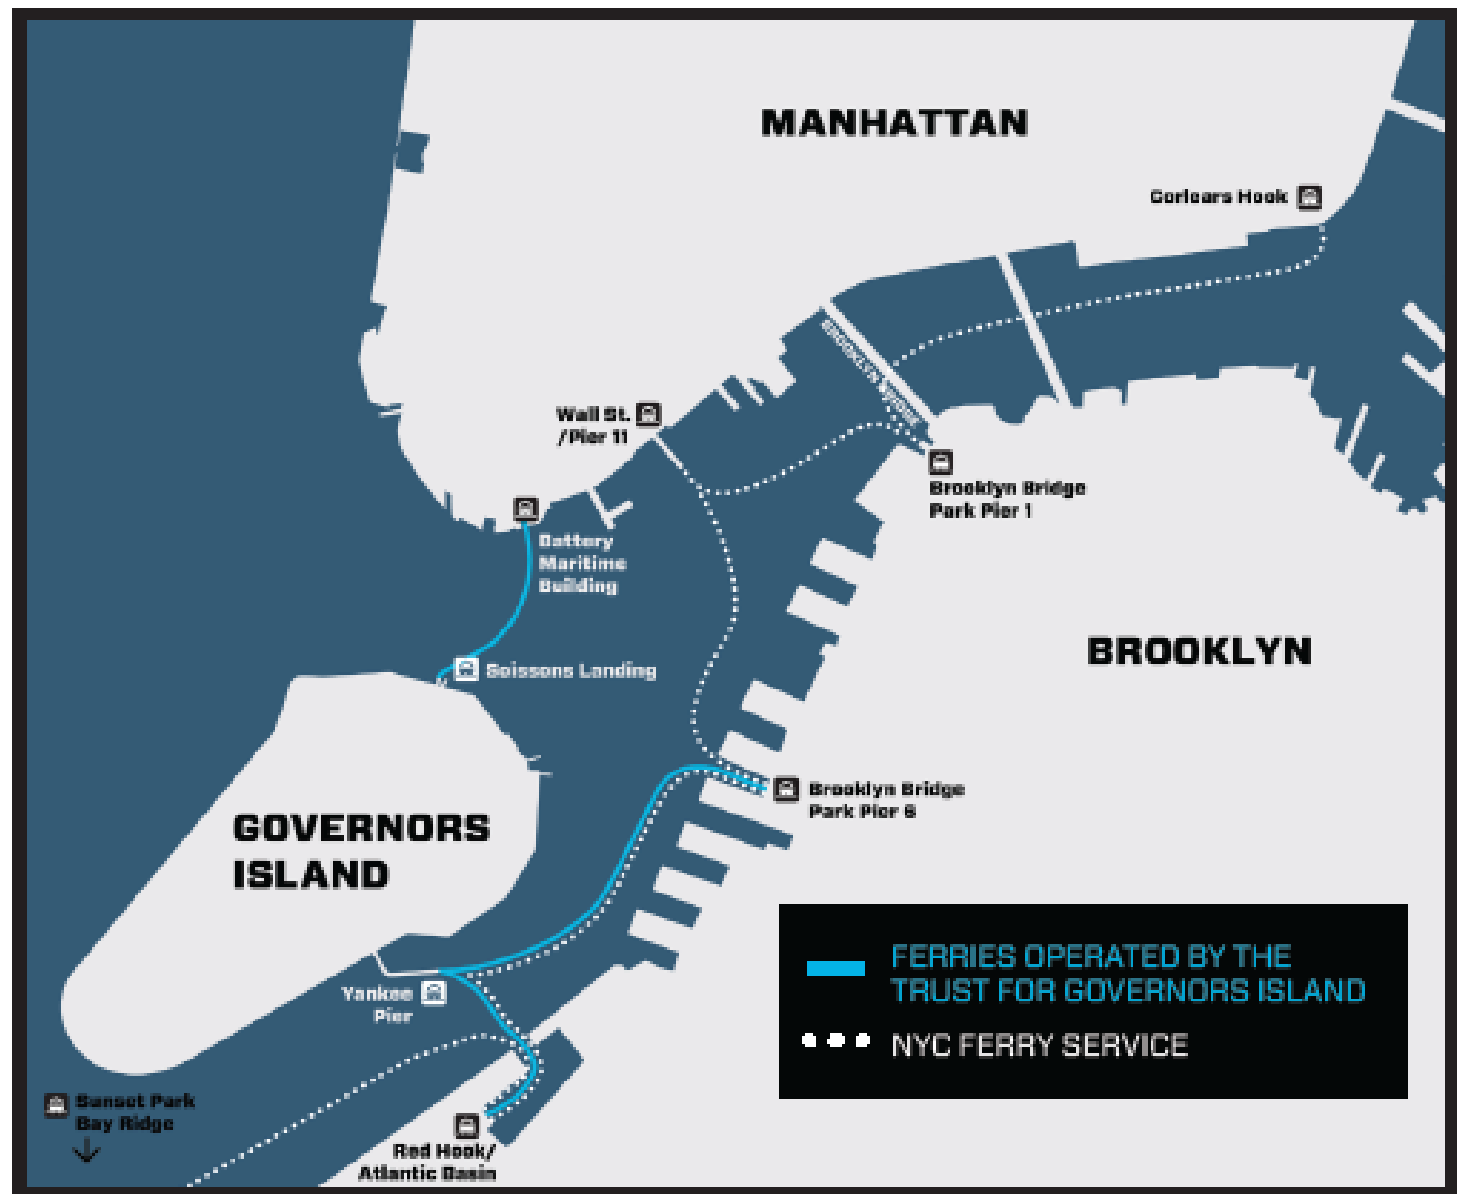 MANHATTAN
Corlears Hook
BROOKLYN BRIDGE
Wall St.
/Pier 11
Brooklyn Bridge
Park Pier 1
Battery
Maritime
Building
BROOKLYN
Soissons Landing
Brooklyn Bridge
Park Pier 6
GOVERNORS
ISLAND
FERRIES OPERATED BY THE
TRUST FOR GOVERNORS ISLAND
NYC FERRY SERVICE
Yankee
Pier
Sunset Park
Bay Ridge
Red Hook/
Atlantic Basin